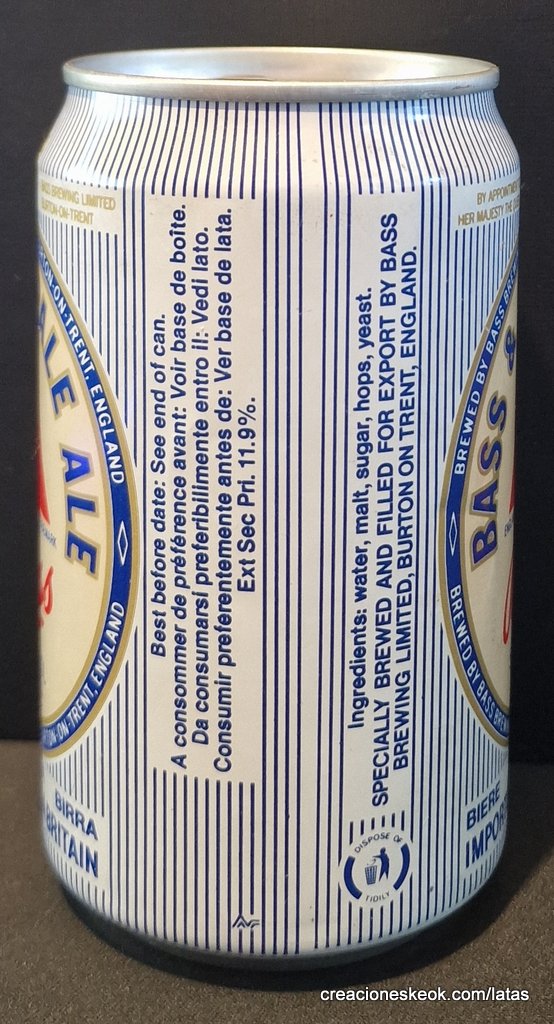 BASS BREWING LIMITED
BURTON-ON-TRENT
BY APPOINTMENT
HER MAJESTY THE
-ON-TRENT, ENGLAND
ALE ALE
ON-TRENT, ENGLAND
BIRRA
BRITAIN
Best before date: See end of can.
A consommer de préférence avant: Voir base de boîte.
Da consumarsi preferibilmente entro il: Vedi lato.
Consumir preferentemente antes de: Ver base de lata.
Ext Sec Pri. 11.9%.
Ingredients: water, malt, sugar, hops, yeast.
SPECIALLY BREWED AND FILLED FOR EXPORT BY BASS
BREWING LIMITED, BURTON ON TRENT, ENGLAND.
DISPOSE OF
TIDILY
BREWED BY BASS
BASS &
BREWED BY BASS
BIERE
IMPOR
creacioneskeok.com/latas